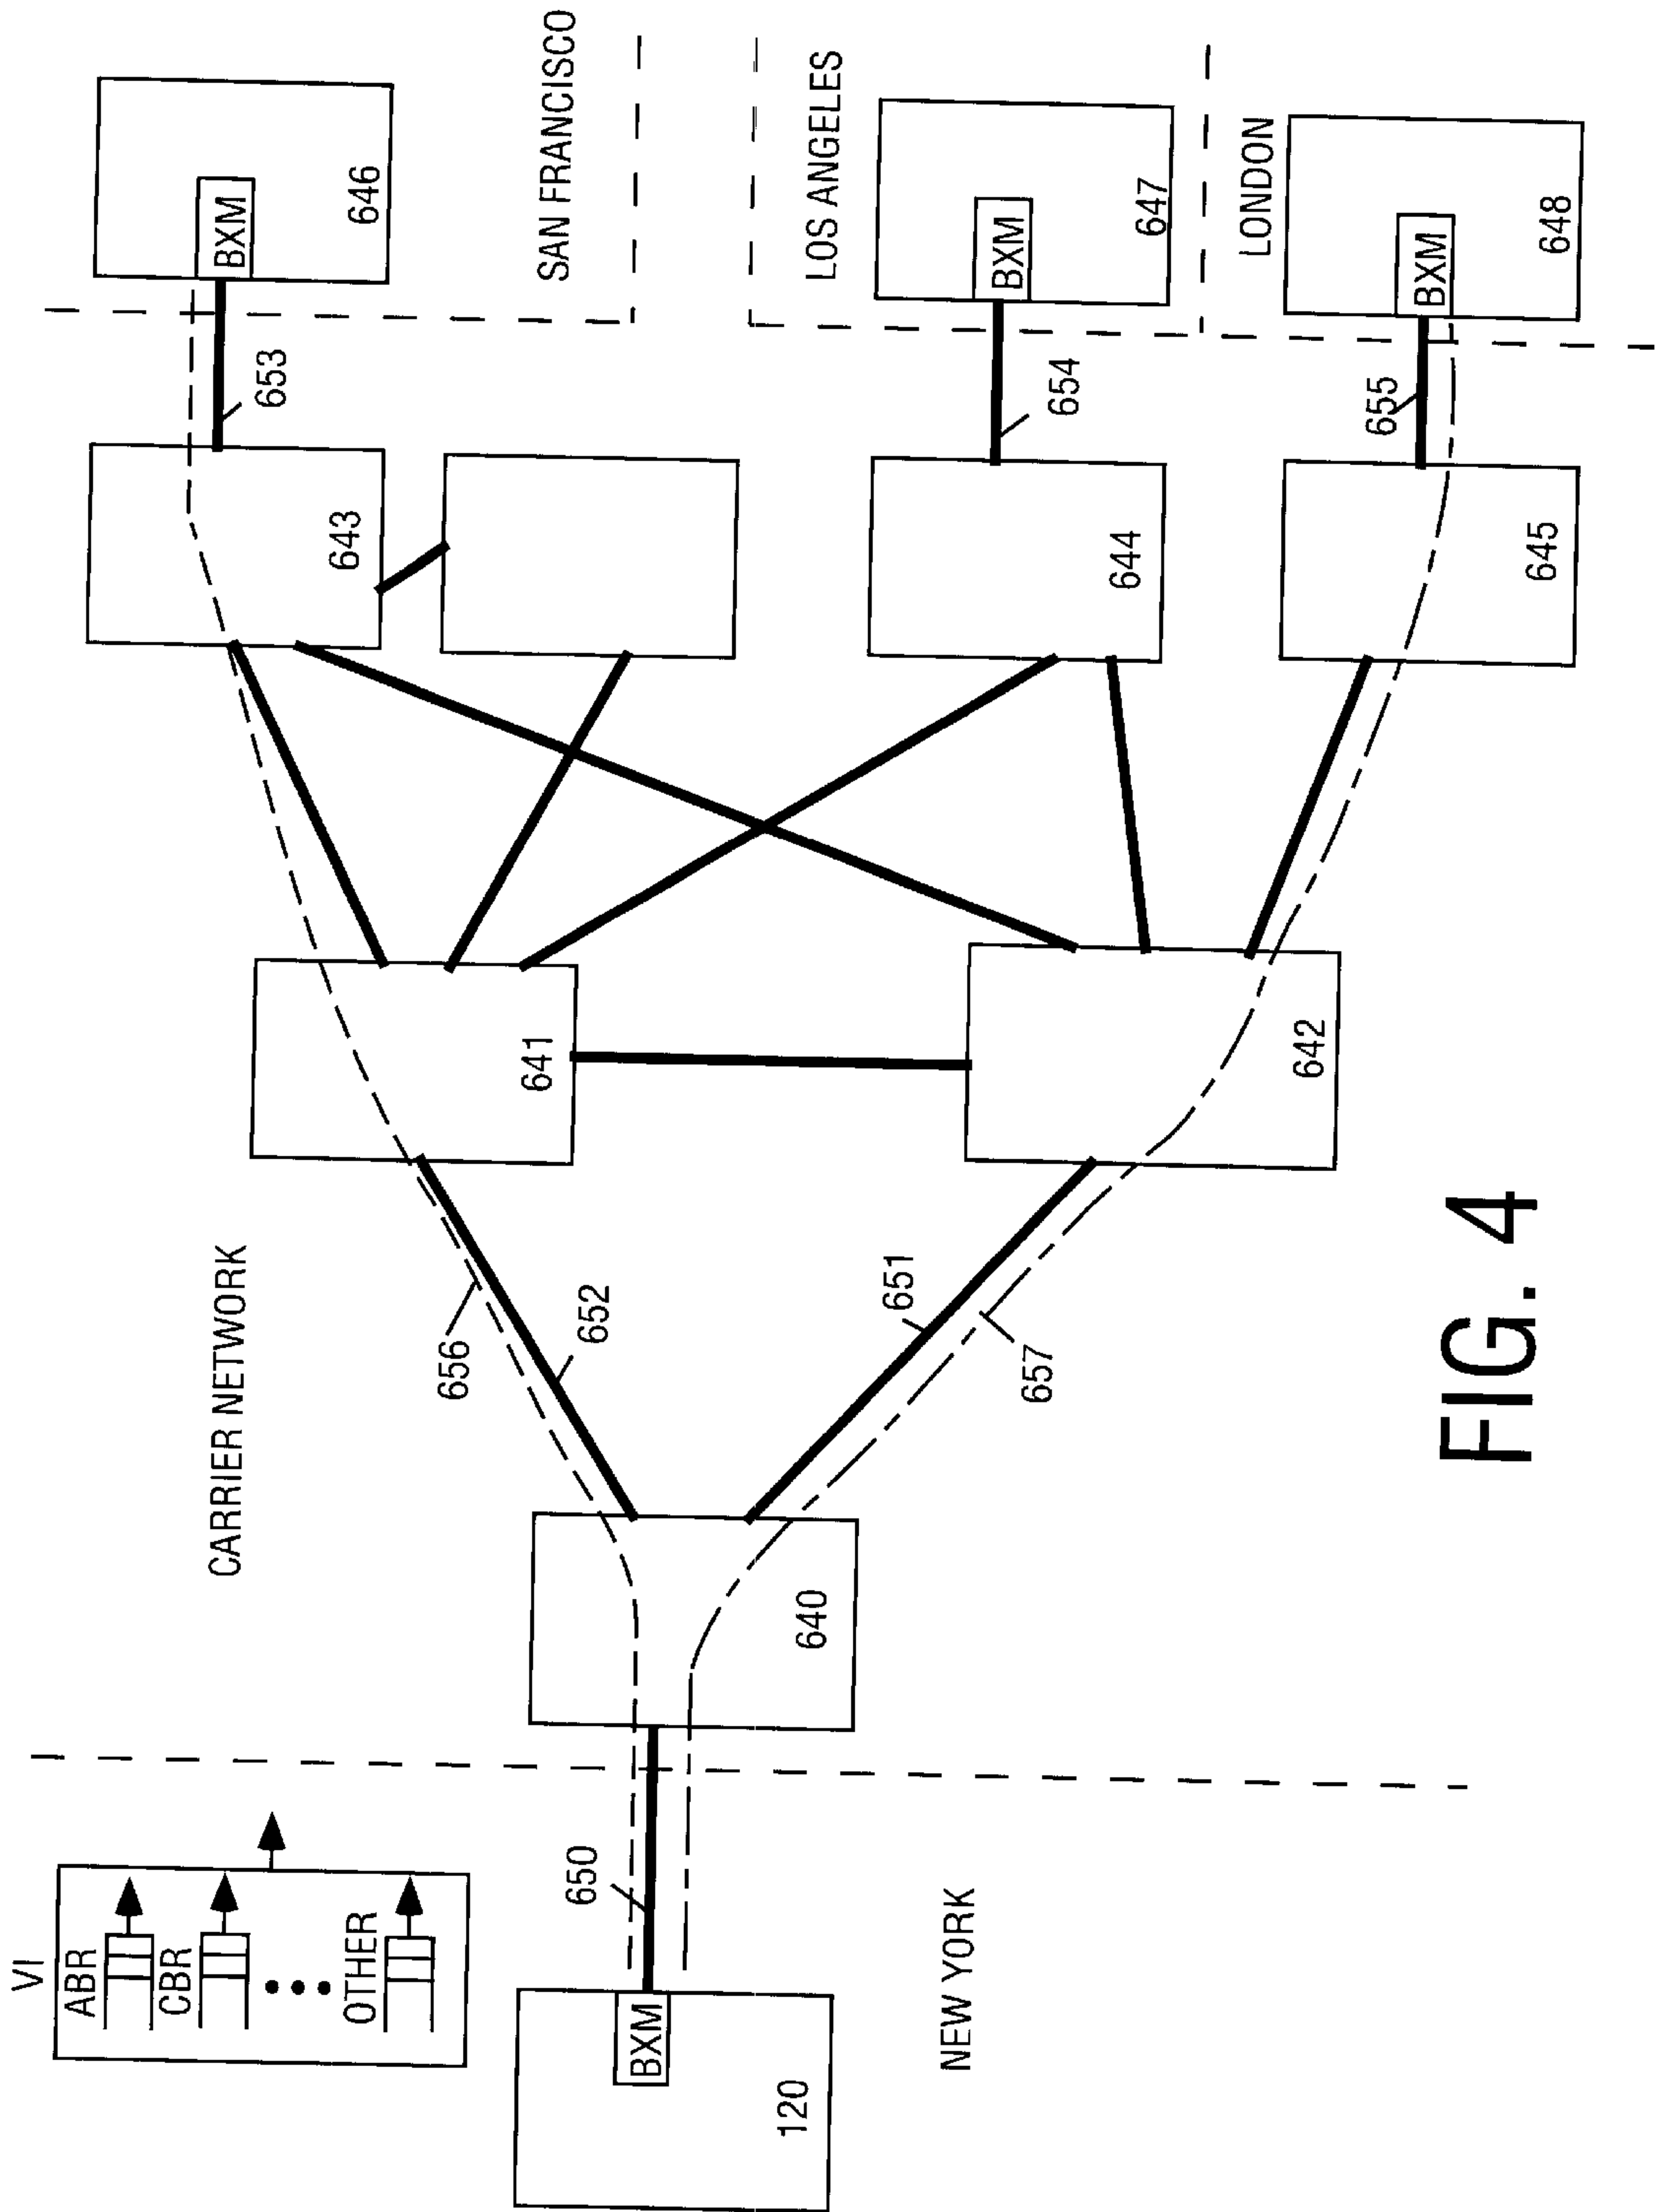 VI
ABR
CBR
OTHER
CARRIER NETWORK
SAN FRANCISCO
LOS ANGELES
LONDON
NEW YORK
BXM
120
650
640
656
652
651
657
641
642
643
644
645
653
654
655
BXM
646
BXM
647
BXM
648
FIG. 4